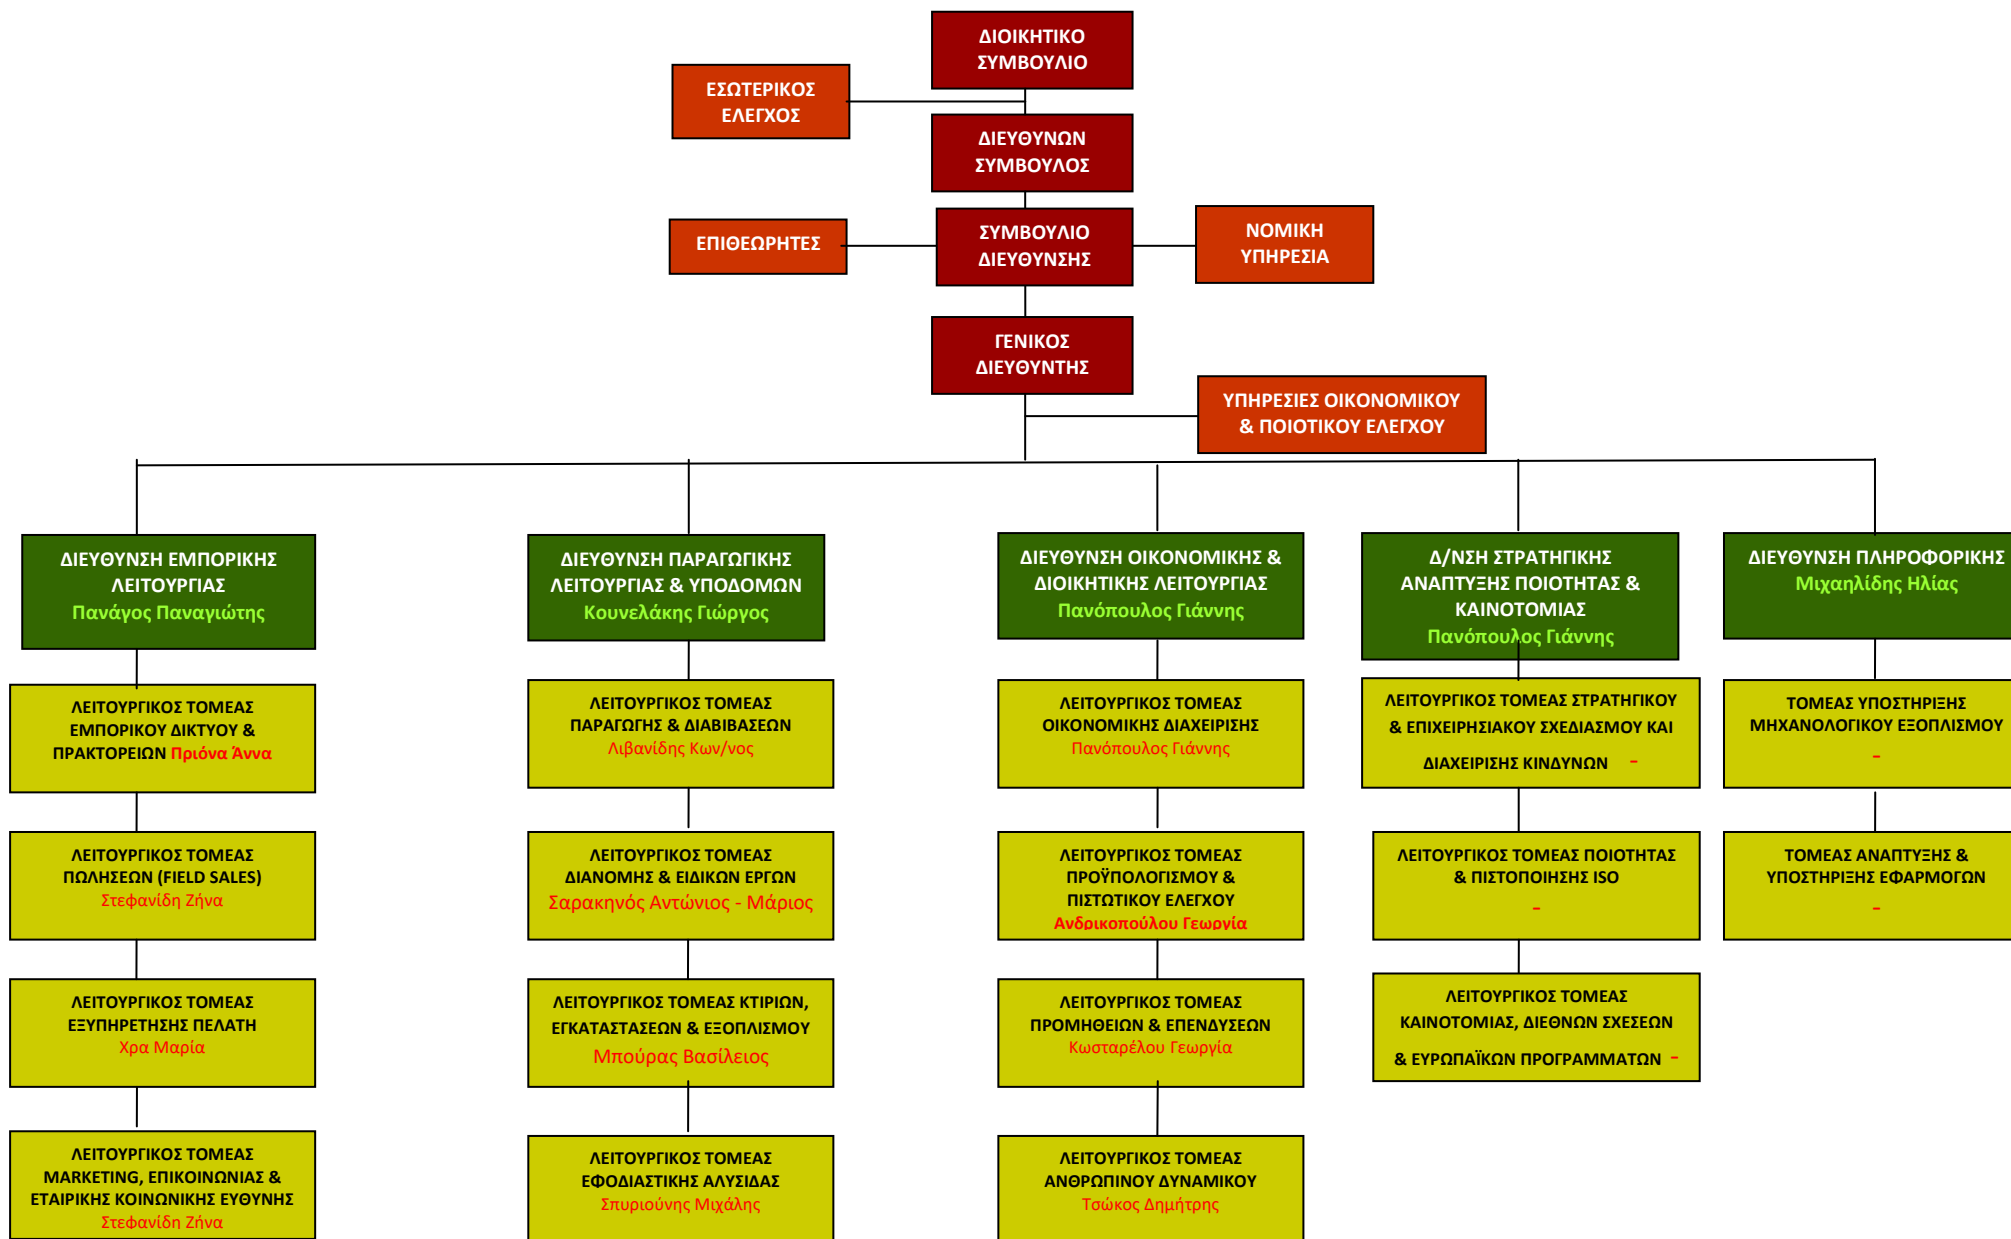 ΔΙΟΙΚΗΤΙΚΟ
ΣΥΜΒΟΥΛΙΟ
ΕΣΩΤΕΡΙΚΟΣ
ΕΛΕΓΧΟΣ
ΔΙΕΥΘΥΝΩΝ
ΣΥΜΒΟΥΛΟΣ
ΕΠΙΘΕΩΡΗΤΕΣ
ΣΥΜΒΟΥΛΙΟ
ΔΙΕΥΘΥΝΣΗΣ
ΝΟΜΙΚΗ
ΥΠΗΡΕΣΙΑ
ΓΕΝΙΚΟΣ
ΔΙΕΥΘΥΝΤΗΣ
ΥΠΗΡΕΣΙΕΣ ΟΙΚΟΝΟΜΙΚΟΥ
& ΠΟΙΟΤΙΚΟΥ ΕΛΕΓΧΟΥ
ΔΙΕΥΘΥΝΣΗ ΕΜΠΟΡΙΚΗΣ
ΛΕΙΤΟΥΡΓΙΑΣ
Πανάγος Παναγιώτης
ΔΙΕΥΘΥΝΣΗ ΠΑΡΑΓΩΓΙΚΗΣ
ΛΕΙΤΟΥΡΓΙΑΣ & ΥΠΟΔΟΜΩΝ
Κουνελάκης Γιώργος
ΔΙΕΥΘΥΝΣΗ ΟΙΚΟΝΟΜΙΚΗΣ &
ΔΙΟΙΚΗΤΙΚΗΣ ΛΕΙΤΟΥΡΓΙΑΣ
Πανόπουλος Γιάννης
Δ/ΝΣΗ ΣΤΡΑΤΗΓΙΚΗΣ
ΑΝΑΠΤΥΞΗΣ ΠΟΙΟΤΗΤΑΣ &
ΚΑΙΝΟΤΟΜΙΑΣ
Πανόπουλος Γιάννης
ΔΙΕΥΘΥΝΣΗ ΠΛΗΡΟΦΟΡΙΚΗΣ
Μιχαηλίδης Ηλίας
ΛΕΙΤΟΥΡΓΙΚΟΣ ΤΟΜΕΑΣ
ΕΜΠΟΡΙΚΟΥ ΔΙΚΤΥΟΥ &
ΠΡΑΚΤΟΡΕΙΩΝ Πριόνα Άννα
ΛΕΙΤΟΥΡΓΙΚΟΣ ΤΟΜΕΑΣ
ΠΑΡΑΓΩΓΗΣ & ΔΙΑΒΙΒΑΣΕΩΝ
Λιβανίδης Κων/νος
ΛΕΙΤΟΥΡΓΙΚΟΣ ΤΟΜΕΑΣ
ΟΙΚΟΝΟΜΙΚΗΣ ΔΙΑΧΕΙΡΙΣΗΣ
Πανόπουλος Γιάννης
ΛΕΙΤΟΥΡΓΙΚΟΣ ΤΟΜΕΑΣ ΣΤΡΑΤΗΓΙΚΟΥ
& ΕΠΙΧΕΙΡΗΣΙΑΚΟΥ ΣΧΕΔΙΑΣΜΟΥ ΚΑΙ
ΔΙΑΧΕΙΡΙΣΗΣ ΚΙΝΔΥΝΩΝ –
ΤΟΜΕΑΣ ΥΠΟΣΤΗΡΙΞΗΣ
ΜΗΧΑΝΟΛΟΓΙΚΟΥ ΕΞΟΠΛΙΣΜΟΥ
–
ΛΕΙΤΟΥΡΓΙΚΟΣ ΤΟΜΕΑΣ
ΠΩΛΗΣΕΩΝ (FIELD SALES)
Στεφανίδη Ζήνα
ΛΕΙΤΟΥΡΓΙΚΟΣ ΤΟΜΕΑΣ
ΔΙΑΝΟΜΗΣ & ΕΙΔΙΚΩΝ ΕΡΓΩΝ
Σαρακηνός Αντώνιος - Μάριος
ΛΕΙΤΟΥΡΓΙΚΟΣ ΤΟΜΕΑΣ
ΠΡΟΫΠΟΛΟΓΙΣΜΟΥ &
ΠΙΣΤΩΤΙΚΟΥ ΕΛΕΓΧΟΥ
Ανδρικοπούλου Γεωργία
ΛΕΙΤΟΥΡΓΙΚΟΣ ΤΟΜΕΑΣ ΠΟΙΟΤΗΤΑΣ
& ΠΙΣΤΟΠΟΙΗΣΗΣ ISO
–
ΤΟΜΕΑΣ ΑΝΑΠΤΥΞΗΣ &
ΥΠΟΣΤΗΡΙΞΗΣ ΕΦΑΡΜΟΓΩΝ
–
ΛΕΙΤΟΥΡΓΙΚΟΣ ΤΟΜΕΑΣ
ΕΞΥΠΗΡΕΤΗΣΗΣ ΠΕΛΑΤΗ
Χρα Μαρία
ΛΕΙΤΟΥΡΓΙΚΟΣ ΤΟΜΕΑΣ ΚΤΙΡΙΩΝ,
ΕΓΚΑΤΑΣΤΑΣΕΩΝ & ΕΞΟΠΛΙΣΜΟΥ
Μπούρας Βασίλειος
ΛΕΙΤΟΥΡΓΙΚΟΣ ΤΟΜΕΑΣ
ΠΡΟΜΗΘΕΙΩΝ & ΕΠΕΝΔΥΣΕΩΝ
Κωσταρέλου Γεωργία
ΛΕΙΤΟΥΡΓΙΚΟΣ ΤΟΜΕΑΣ
ΚΑΙΝΟΤΟΜΙΑΣ, ΔΙΕΘΝΩΝ ΣΧΕΣΕΩΝ
& ΕΥΡΩΠΑΪΚΩΝ ΠΡΟΓΡΑΜΜΑΤΩΝ –
ΛΕΙΤΟΥΡΓΙΚΟΣ ΤΟΜΕΑΣ
MARKETING, ΕΠΙΚΟΙΝΩΝΙΑΣ &
ΕΤΑΙΡΙΚΗΣ ΚΟΙΝΩΝΙΚΗΣ ΕΥΘΥΝΗΣ
Στεφανίδη Ζήνα
ΛΕΙΤΟΥΡΓΙΚΟΣ ΤΟΜΕΑΣ
ΕΦΟΔΙΑΣΤΙΚΗΣ ΑΛΥΣΙΔΑΣ
Σπυριούνης Μιχάλης
ΛΕΙΤΟΥΡΓΙΚΟΣ ΤΟΜΕΑΣ
ΑΝΘΡΩΠΙΝΟΥ ΔΥΝΑΜΙΚΟΥ
Τσώκος Δημήτρης